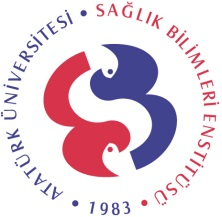 ATATÜRK ÜNİVERSİTESİ • SAĞLIK BİLİMLERİ ENSTİTÜSÜ
• 1983 •